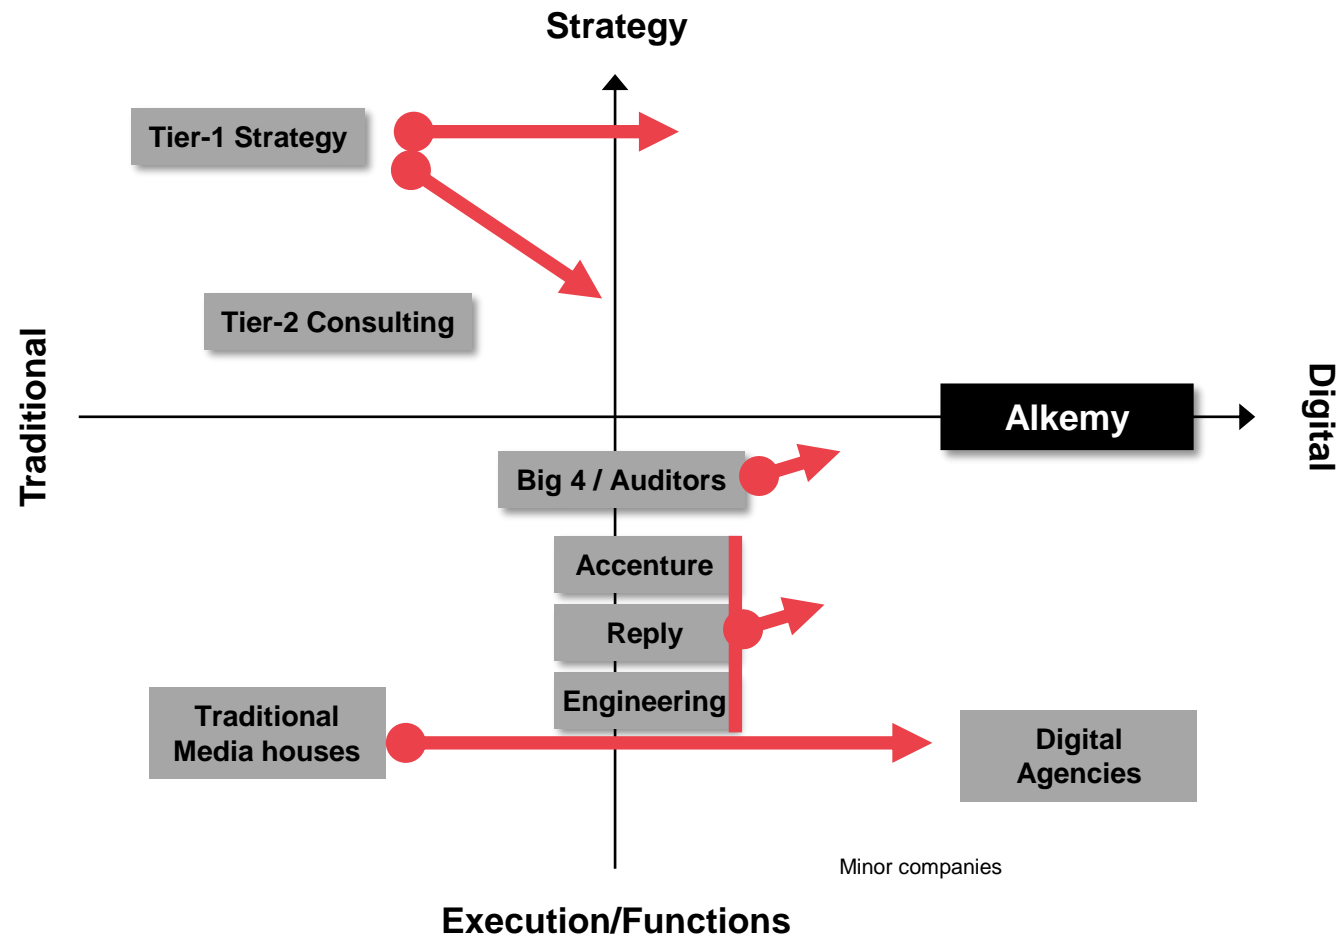 Strategy
Tier-1 Strategy
Tier-2 Consulting
Traditional
Digital
Alkemy
Big 4 / Auditors
Accenture
Reply
Engineering
Traditional
Media houses
Digital
Agencies
Minor companies
Execution/Functions